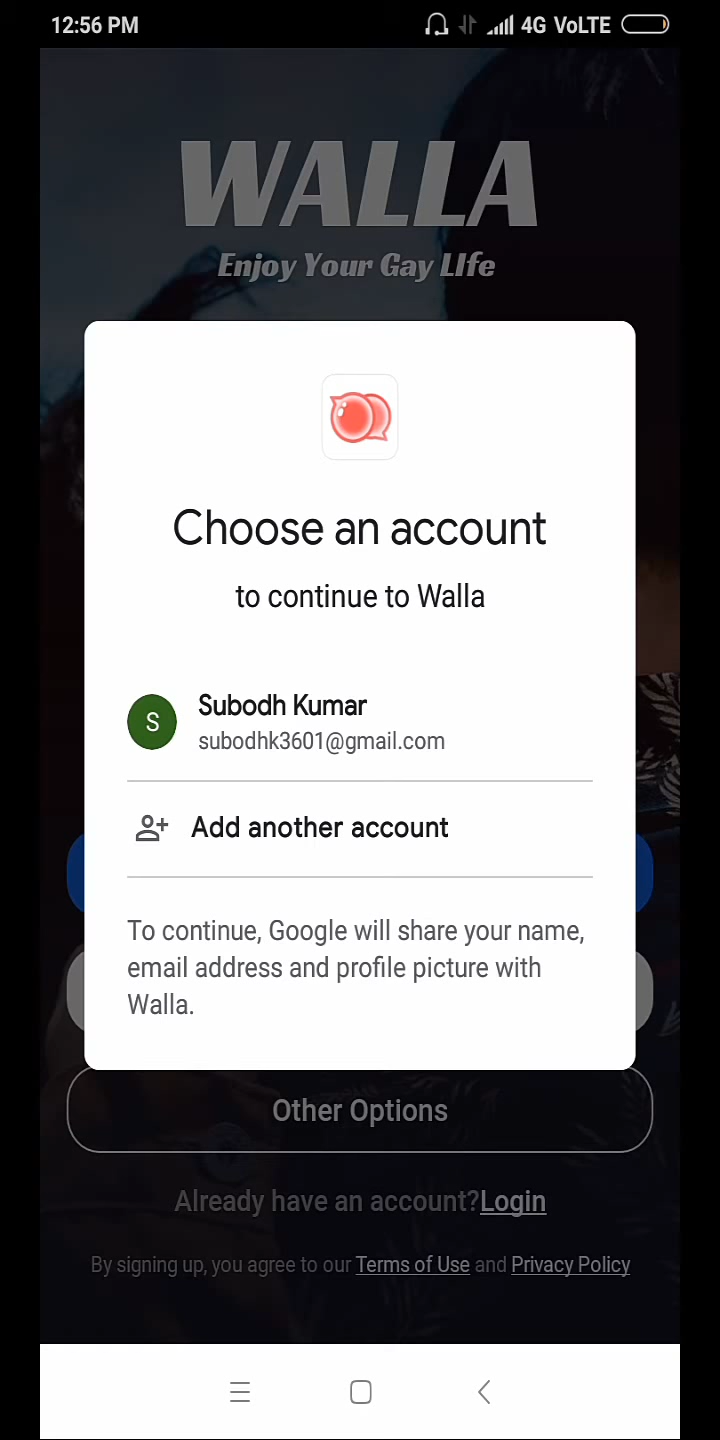 12:56 PM 4G VoLTE
WALLA
Enjoy Your Gay LIfe
Choose an account
to continue to Walla
S
Subodh Kumar
subodhk3601@gmail.com
Add another account
To continue, Google will share your name,
email address and profile picture with
Walla.
Other Options
Already have an account?Login
By signing up, you agree to our Terms of Use and Privacy Policy